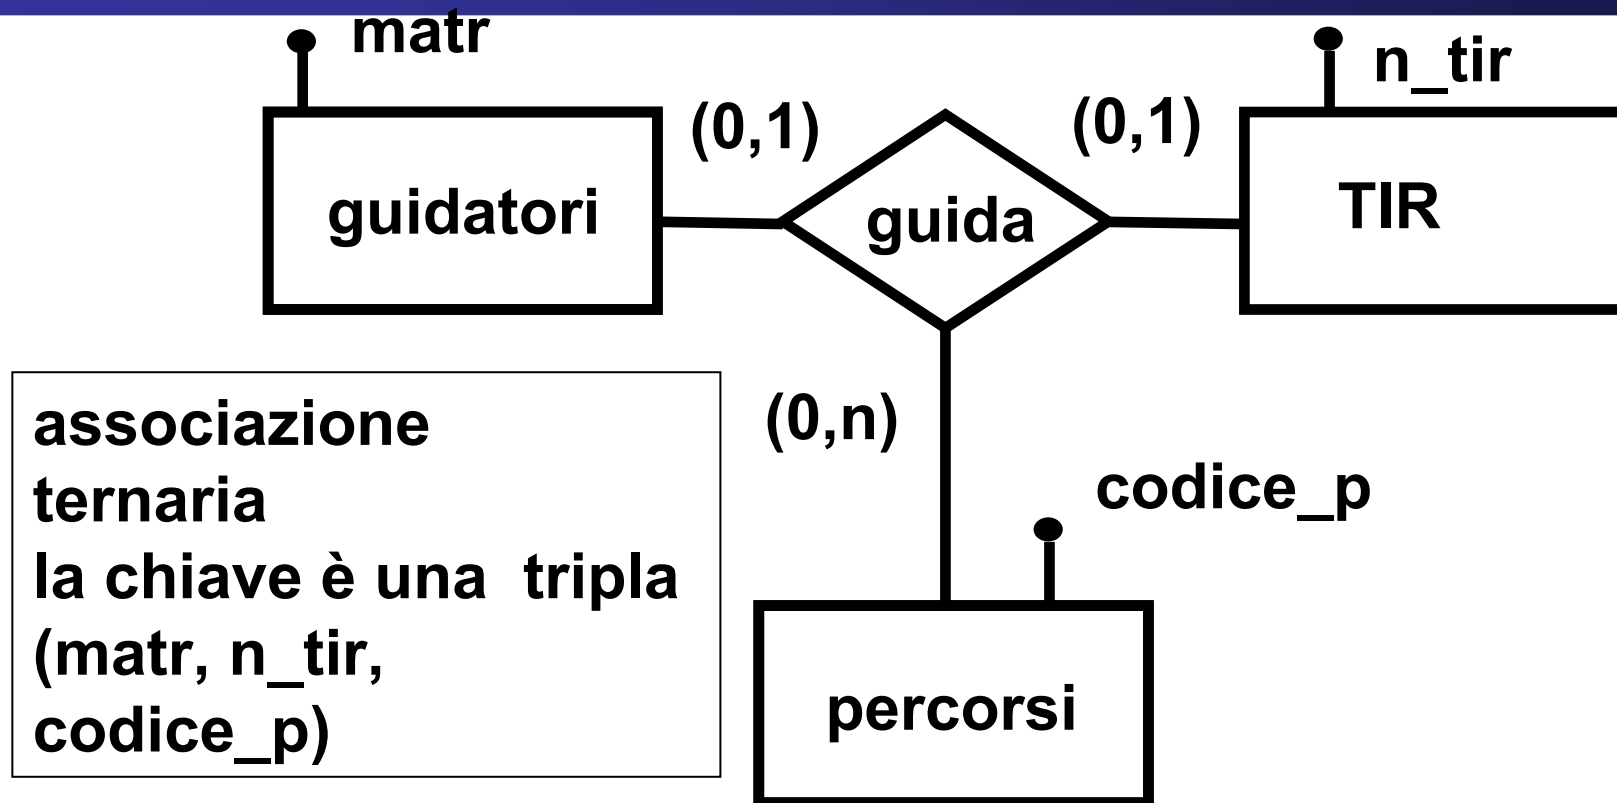 matr
n_tir
(0,1)
(0,1)
guidatori
guida
TIR
(0,n)
codice_p
associazione
ternaria
la chiave è una tripla
(matr, n_tir,
codice_p)
percorsi